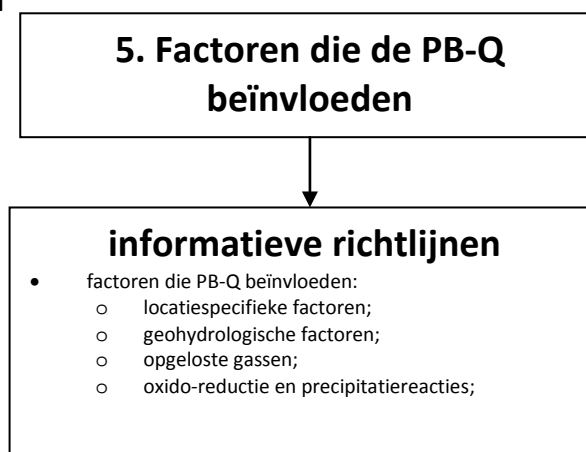 5. Factoren die de PB-Q
beïnvloeden
informatieve richtlijnen
• factoren die PB-Q beïnvloeden:
o locatiespecifieke factoren;
o geohydrologische factoren;
o opgeloste gassen;
o oxido-reductie en precipitatiereacties;